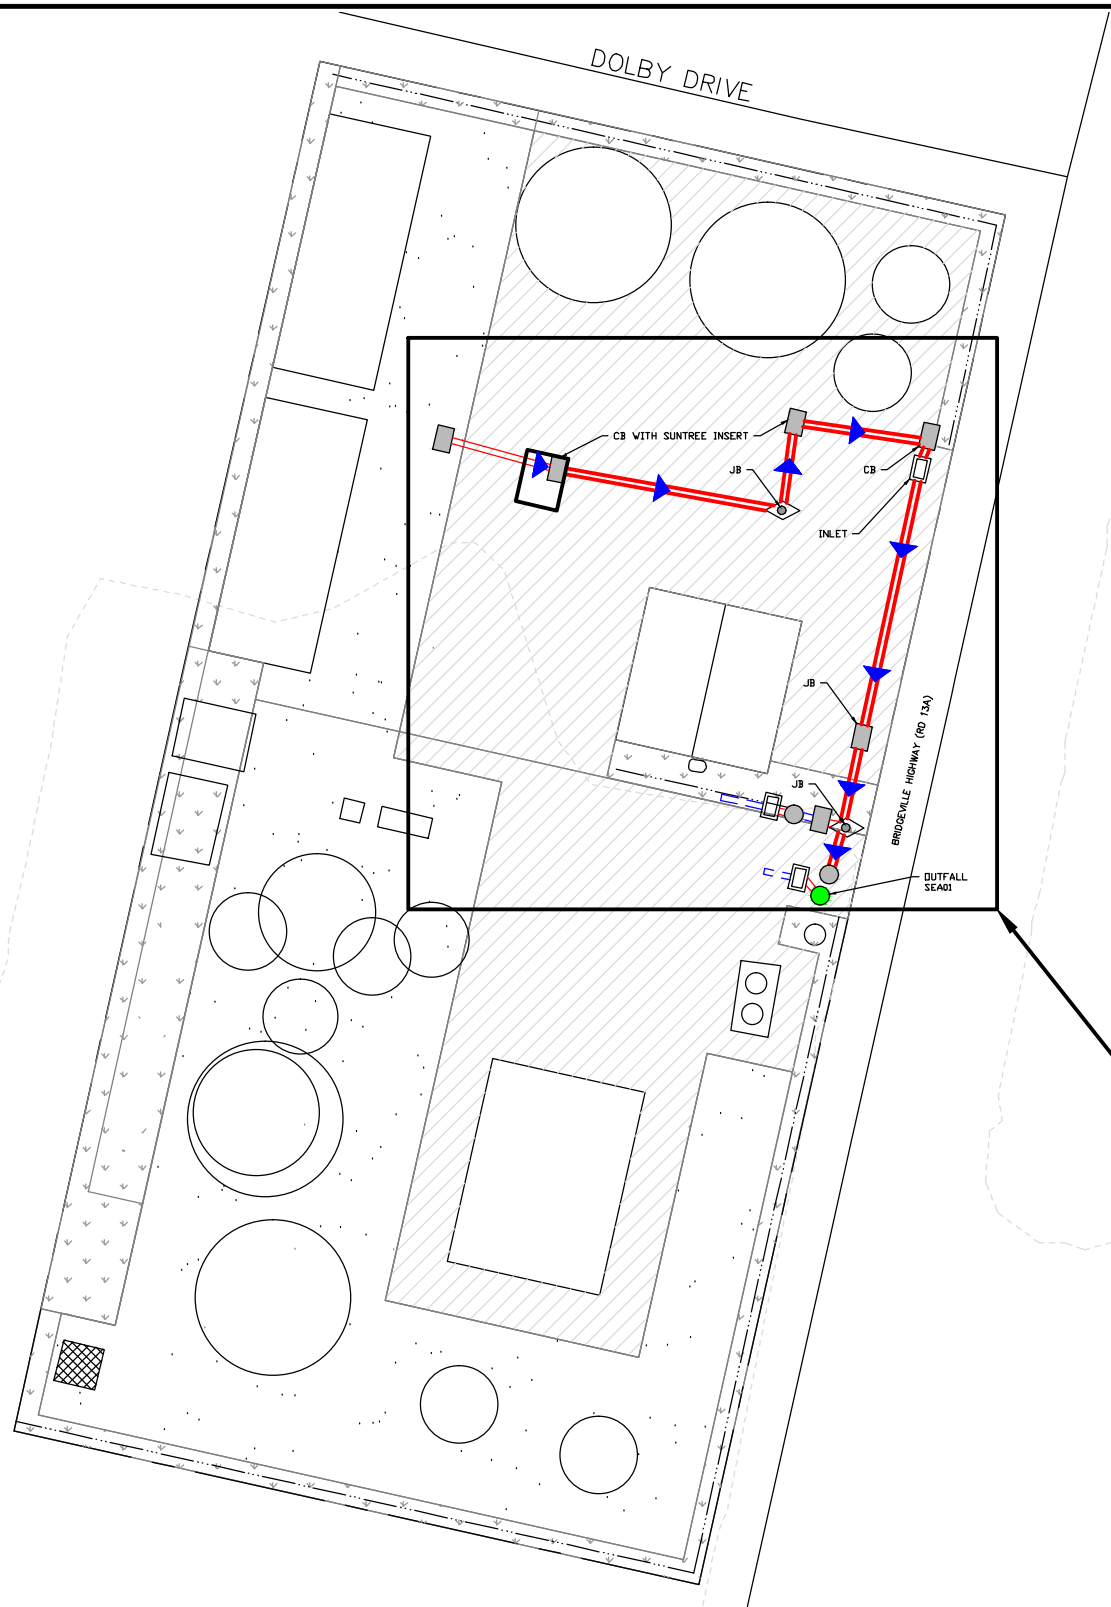 DOLBY DRIVE
CB WITH SUNTREE INSERT
JB
CB
INLET
JB
BRIDGEVILLE HIGHWAY (RD 13A)
JB
OUTFALL
SEA01